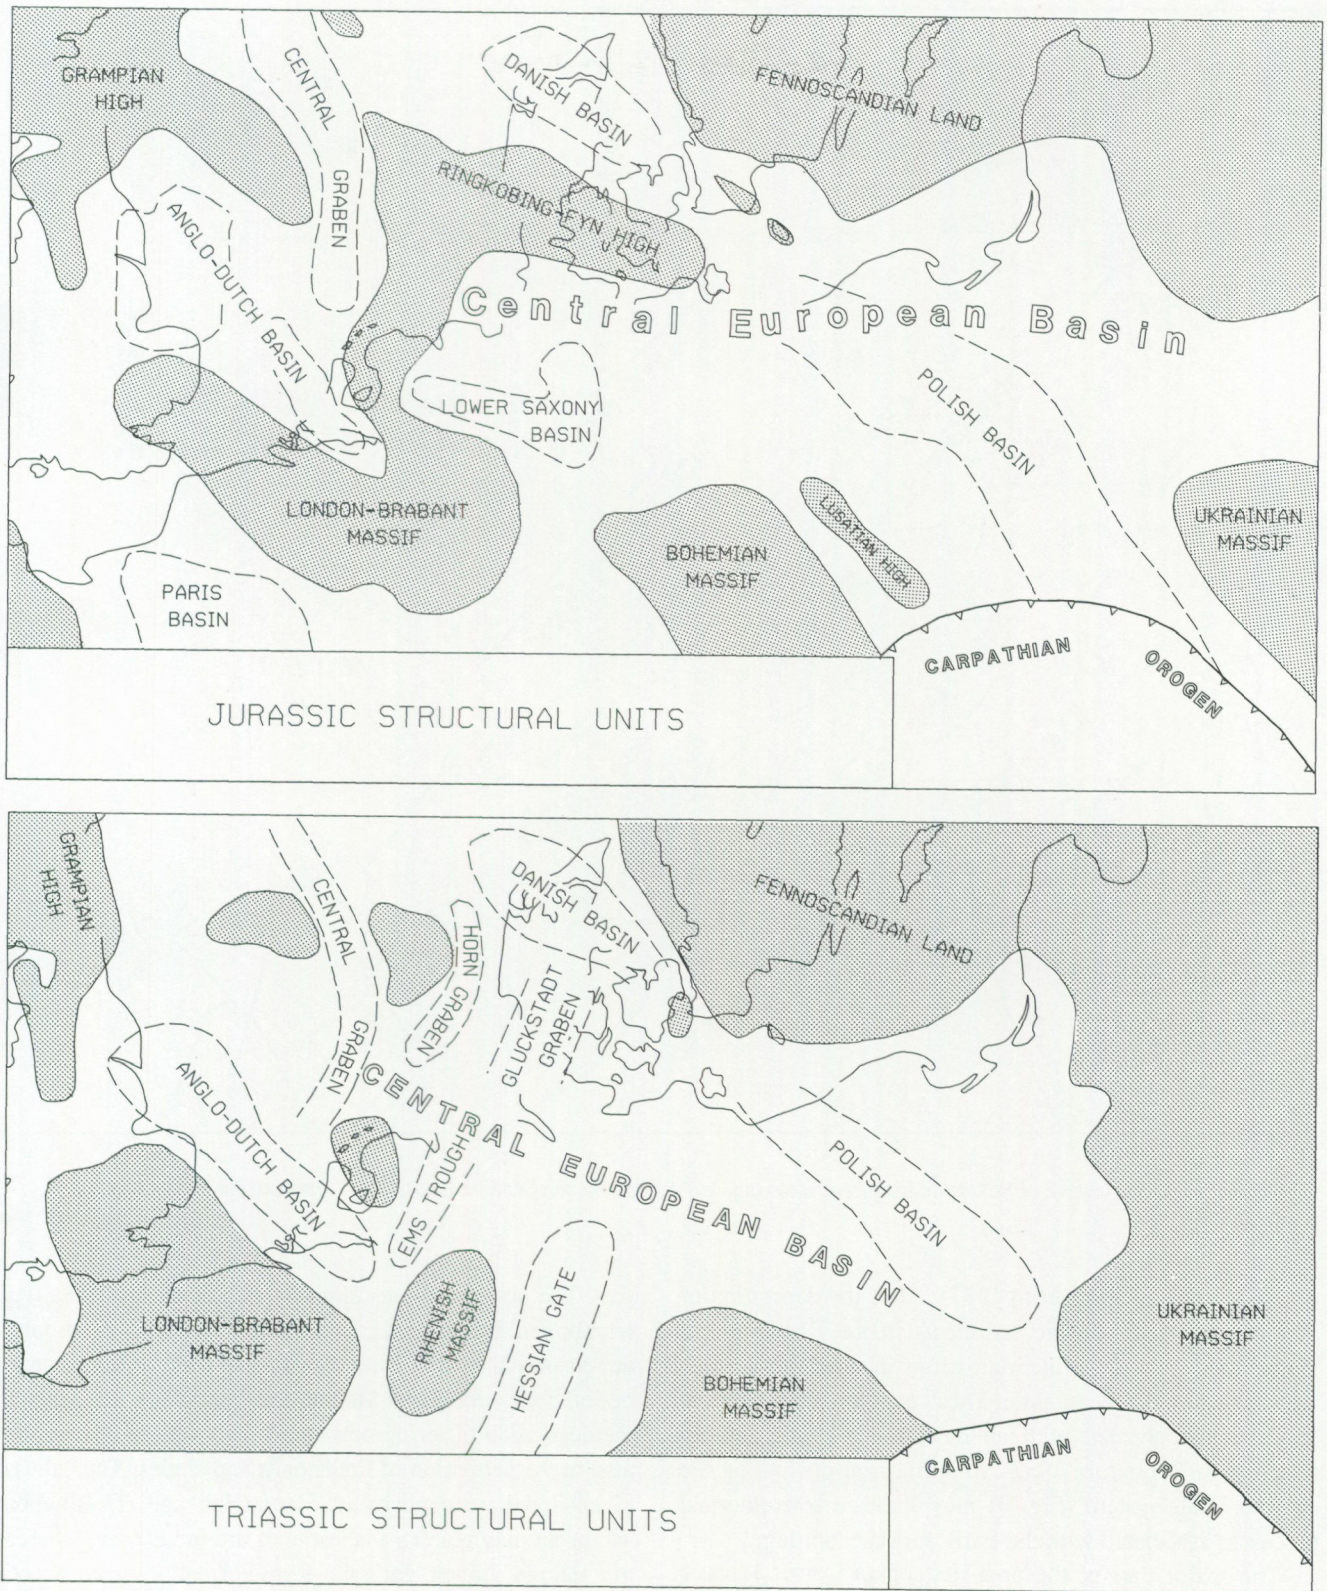 GRAMPIAN
HIGH
CENTRAL
GRABEN
DANISH BASIN
FENNOSCANDIAN LAND
RINGKOBING-FYN HIGH
ANGLO-DUTCH BASIN
Central European Basin
LOWER SAXONY
BASIN
POLISH BASIN
LONDON-BRABANT
MASSIF
BOHEMIAN
MASSIF
LUSATIAN HIGH
UKRAINIAN
MASSIF
PARIS
BASIN
CARPATHIAN
OROGEN
JURASSIC STRUCTURAL UNITS
GRAMPIAN
HIGH
CENTRAL
GRABEN
HORN GRABEN
DANISH BASIN
GLUCKSTADT
GRABEN
FENNOSCANDIAN LAND
ANGLO-DUTCH BASIN
CENTRAL EUROPEAN BASIN
EMS TROUGH
POLISH BASIN
LONDON-BRABANT
MASSIF
RHENISH
MASSIF
HESSIAN GATE
BOHEMIAN
MASSIF
UKRAINIAN
MASSIF
CARPATHIAN
OROGEN
TRIASSIC STRUCTURAL UNITS